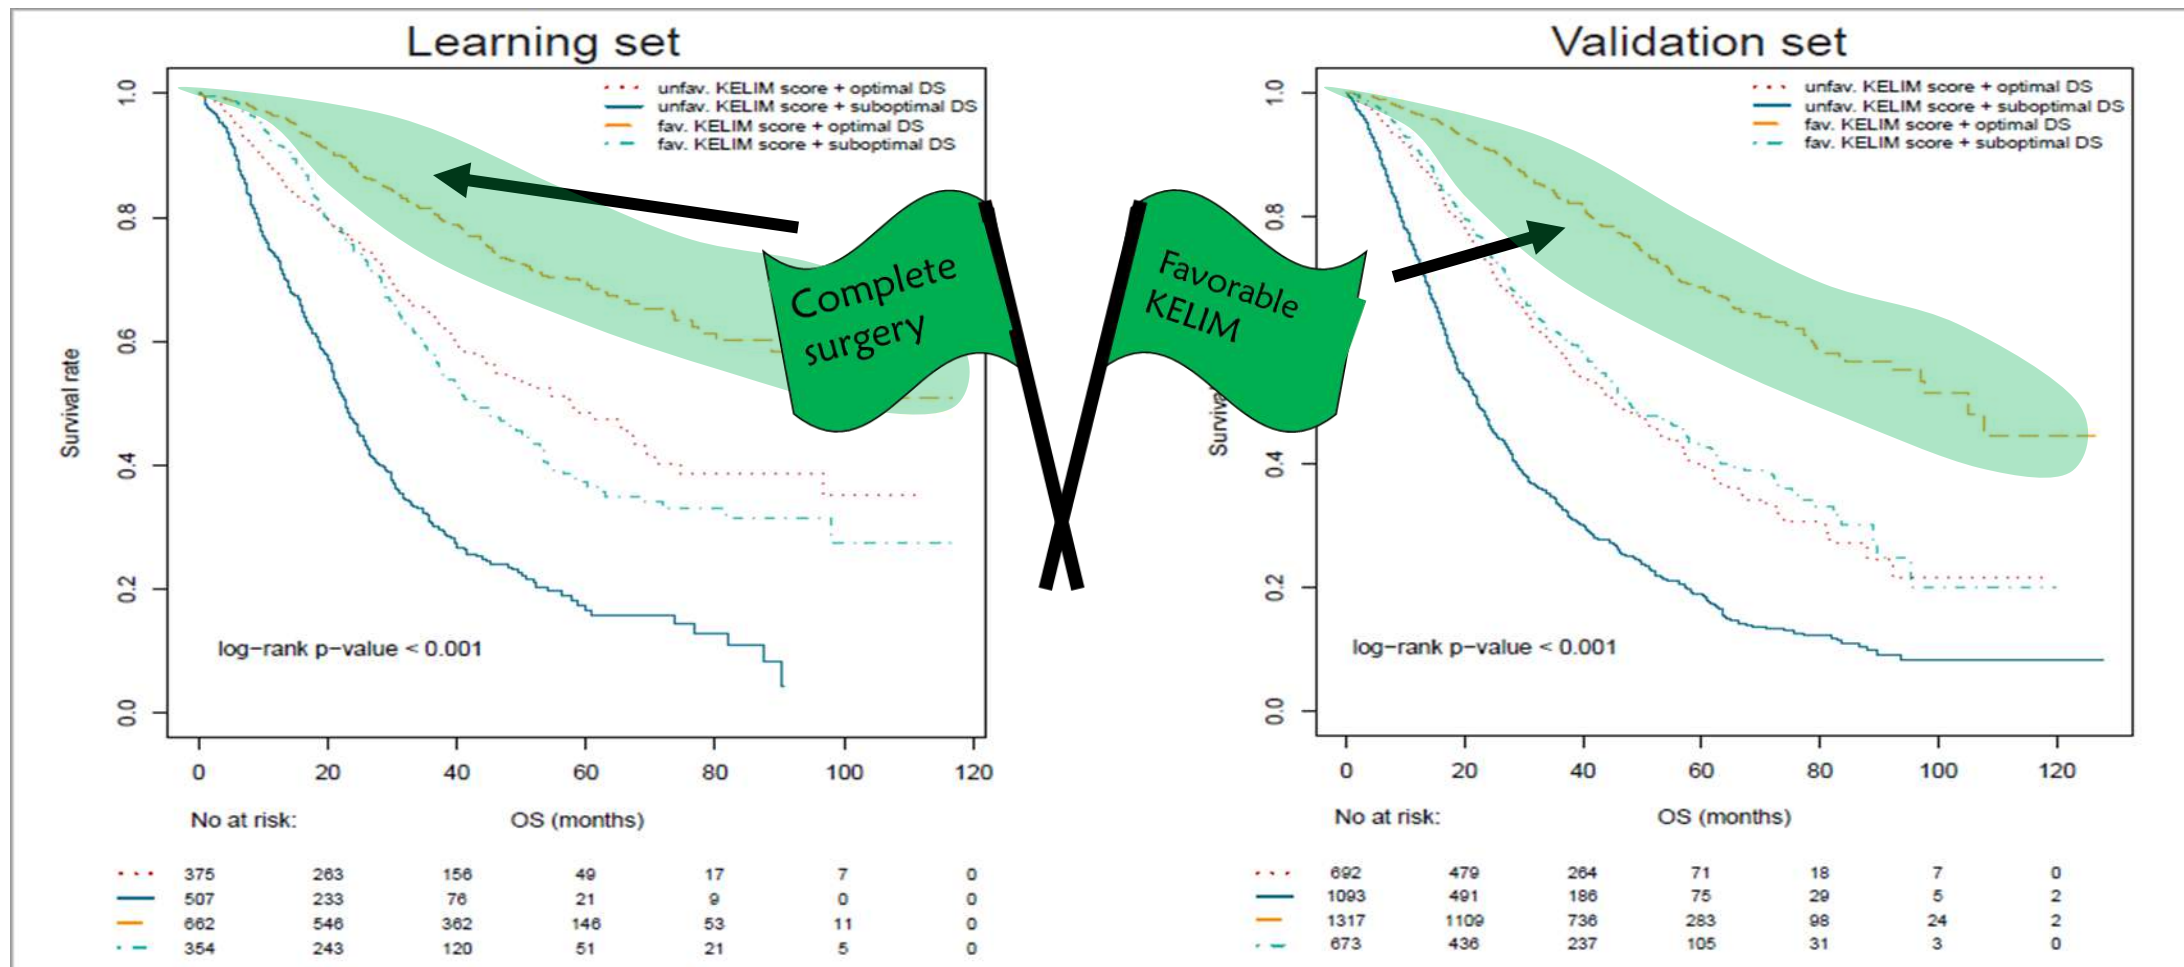 Learning set
unfav. KELIM score + optimal DS
unfav. KELIM score + suboptimal DS
fav. KELIM score + optimal DS
fav. KELIM score + suboptimal DS
1.0
0.8
0.6
0.4
0.2
0.0
Survival rate
log-rank p-value < 0.001
0 20 40 60 80 100 120
No at risk: OS (months)
375 263 156 49 17 7 0
507 233 76 21 9 0 0
662 546 362 146 53 11 0
354 243 120 51 21 5 0
Complete
surgery
Favorable
KELIM
Validation set
unfav. KELIM score + optimal DS
unfav. KELIM score + suboptimal DS
fav. KELIM score + optimal DS
fav. KELIM score + suboptimal DS
1.0
0.8
0.4
0.2
0.0
log-rank p-value < 0.001
0 20 40 60 80 100 120
No at risk: OS (months)
692 479 264 71 18 7 0
1093 491 186 75 29 5 2
1317 1109 736 283 98 24 2
673 436 237 105 31 3 0